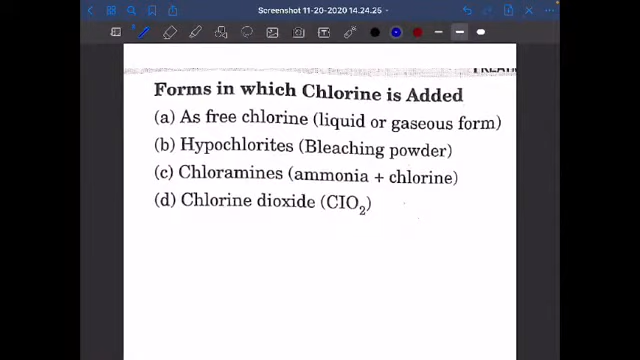 Screenshot 11-20-2020 14.24.25
Forms in which Chlorine is Added
(a) As free chlorine (liquid or gaseous form)
(b) Hypochlorites (Bleaching powder)
(c) Chloramines (ammonia + chlorine)
(d) Chlorine dioxide (CIO₂)